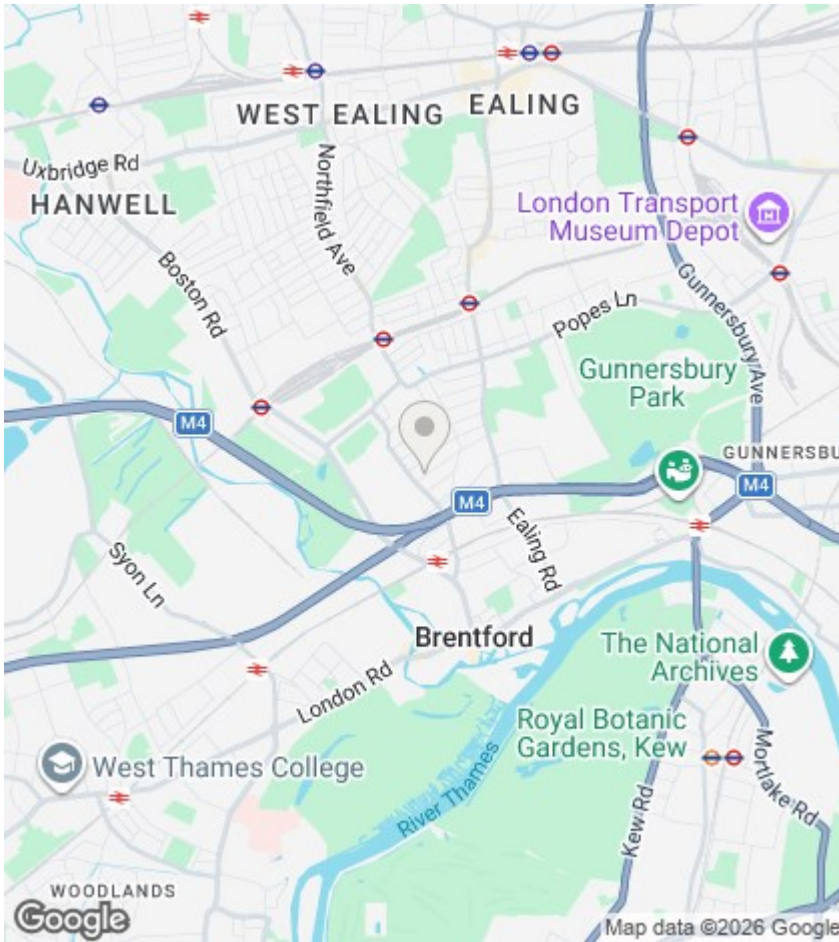 WEST EALING
EALING
Uxbridge Rd
HANWELL
Northfield Ave
London Transport
Museum Depot
Boston Rd
Popes Ln
Gunnersbury Ave
Gunnersbury
Park
M4
GUNNERSBU
M4
M4
Ealing Rd
Syon Ln
Brentford
The National
Archives
London Rd
Royal Botanic
Gardens, Kew
West Thames College
River Thames
Kew Rd
Mortlake Rd
WOODLANDS
Google
Map data ©2026 Google